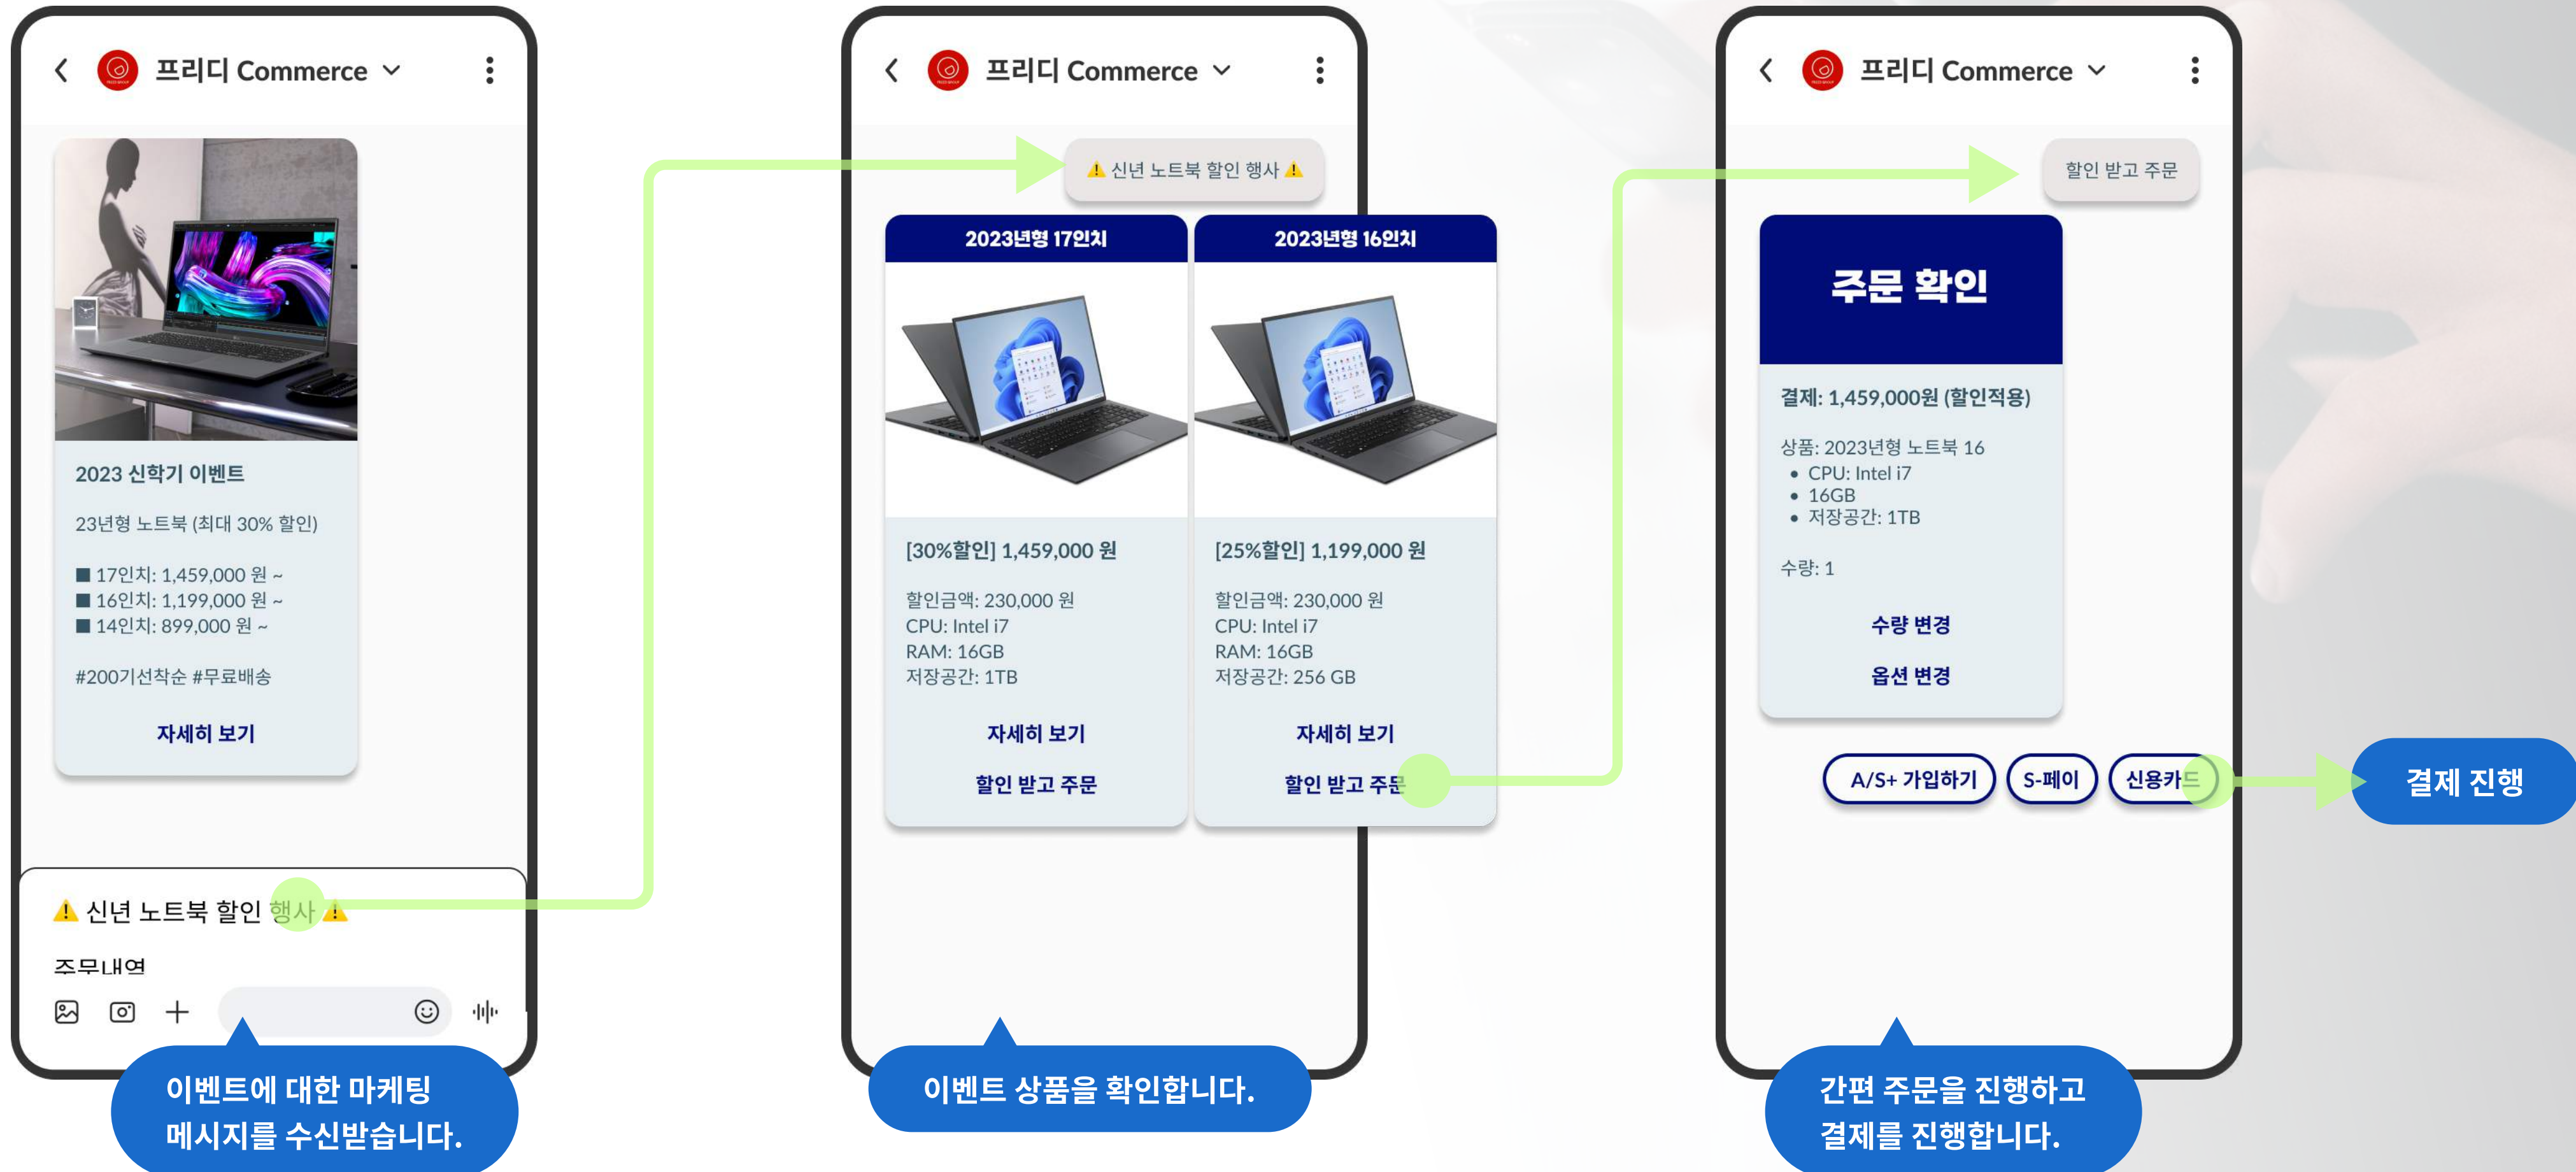 프리디 Commerce
2023 신학기 이벤트
23년형 노트북 (최대 30% 할인)
■ 17인치: 1,459,000 원 ~
■ 16인치: 1,199,000 원 ~
■ 14인치: 899,000 원 ~
#200기선착순 #무료배송
자세히 보기
⚠ 신년 노트북 할인 행사 ⚠
주문내역
이벤트에 대한 마케팅
메시지를 수신받습니다.
프리디 Commerce
⚠ 신년 노트북 할인 행사 ⚠
2023년형 17인치
[30%할인] 1,459,000 원
할인금액: 230,000 원
CPU: Intel i7
RAM: 16GB
저장공간: 1TB
자세히 보기
할인 받고 주문
2023년형 16인치
[25%할인] 1,199,000 원
할인금액: 230,000 원
CPU: Intel i7
RAM: 16GB
저장공간: 256 GB
자세히 보기
할인 받고 주문
이벤트 상품을 확인합니다.
프리디 Commerce
할인 받고 주문
주문 확인
결제: 1,459,000원 (할인적용)
상품: 2023년형 노트북 16
• CPU: Intel i7
• 16GB
• 저장공간: 1TB
수량: 1
수량 변경
옵션 변경
A/S+ 가입하기 S-페이 신용카드
결제 진행
간편 주문을 진행하고
결제를 진행합니다.